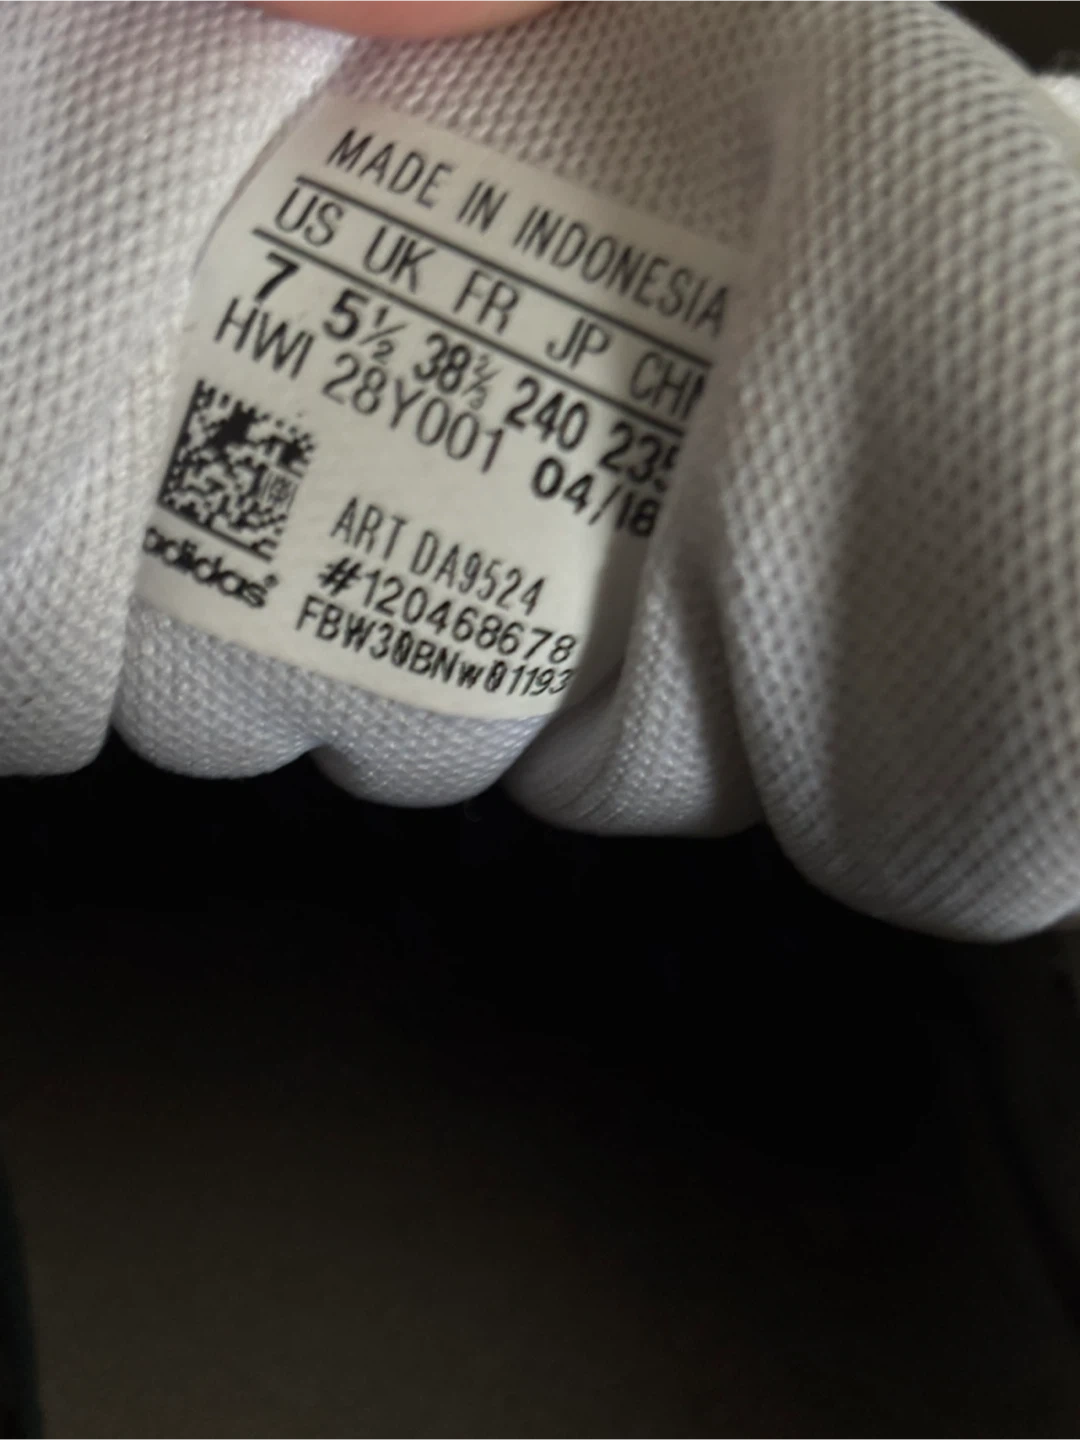 MADE IN INDONESIA
US UK FR JP CHN
7 5½ 38⅔ 240 235
HWI 28Y001 04/18
ART DA9524
#120468678
FBW30BNw01193
adidas®